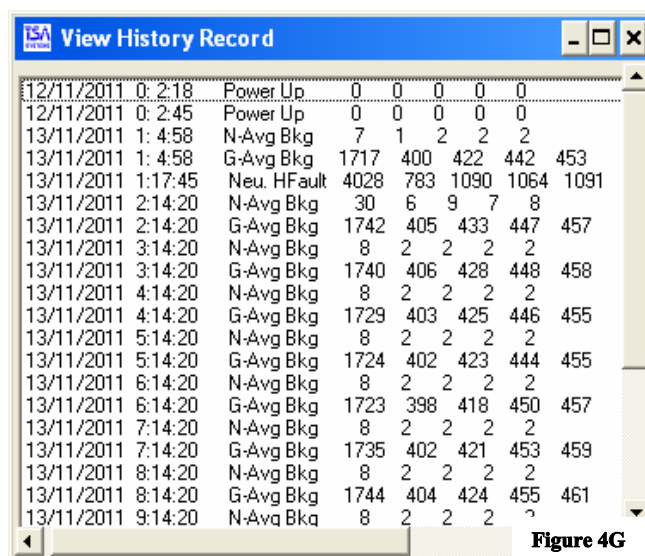 TSA SYSTEMS View History Record
12/11/2011 0: 2:18 Power Up 0 0 0 0 0
12/11/2011 0: 2:45 Power Up 0 0 0 0 0
13/11/2011 1: 4:58 N-Avg Bkg 7 1 2 2 2
13/11/2011 1: 4:58 G-Avg Bkg 1717 400 422 442 453
13/11/2011 1:17:45 Neu. HFault 4028 783 1090 1064 1091
13/11/2011 2:14:20 N-Avg Bkg 30 6 9 7 8
13/11/2011 2:14:20 G-Avg Bkg 1742 405 433 447 457
13/11/2011 3:14:20 N-Avg Bkg 8 2 2 2 2
13/11/2011 3:14:20 G-Avg Bkg 1740 406 428 448 458
13/11/2011 4:14:20 N-Avg Bkg 8 2 2 2 2
13/11/2011 4:14:20 G-Avg Bkg 1729 403 425 446 455
13/11/2011 5:14:20 N-Avg Bkg 8 2 2 2 2
13/11/2011 5:14:20 G-Avg Bkg 1724 402 423 444 455
13/11/2011 6:14:20 N-Avg Bkg 8 2 2 2 2
13/11/2011 6:14:20 G-Avg Bkg 1723 398 418 450 457
13/11/2011 7:14:20 N-Avg Bkg 8 2 2 2 2
13/11/2011 7:14:20 G-Avg Bkg 1735 402 421 453 459
13/11/2011 8:14:20 N-Avg Bkg 8 2 2 2 2
13/11/2011 8:14:20 G-Avg Bkg 1744 404 424 455 461
13/11/2011 9:14:20 N-Avg Bkg 8 2 2 2 2
Figure 4G